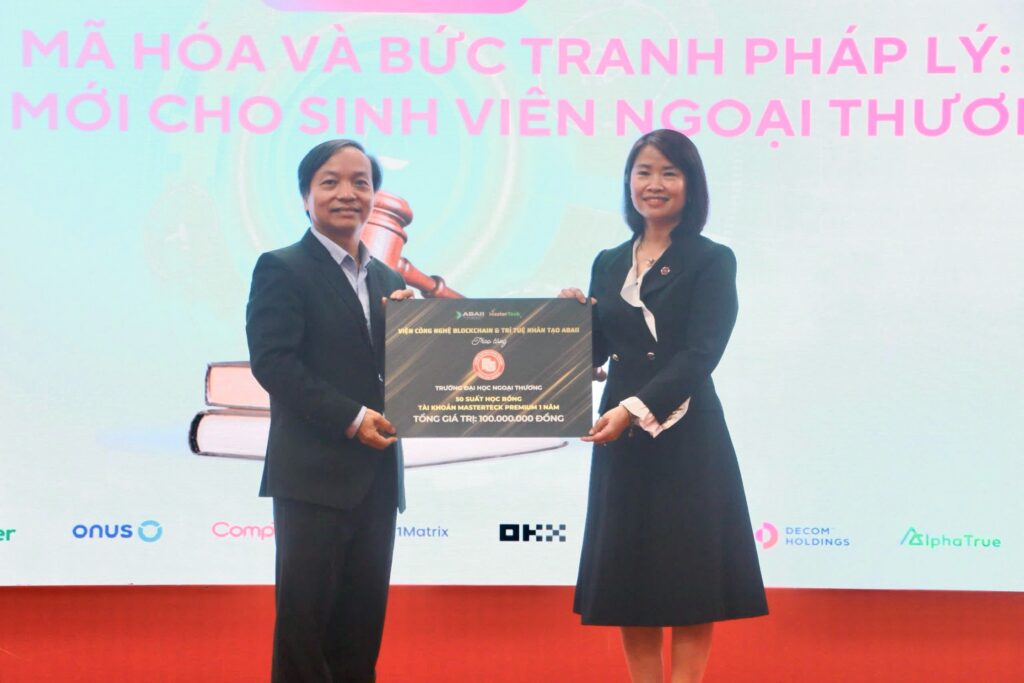 MÃ HÓA VÀ BỨC TRANH PHÁP LÝ:
MỚI CHO SINH VIÊN NGOẠI THƯƠ
ABAII MasterTeck
VIỆN CÔNG NGHỆ BLOCKCHAIN & TRÍ TUỆ NHÂN TẠO ABAII
Trao tặng
TRƯỜNG ĐẠI HỌC NGOẠI THƯƠNG
50 SUẤT HỌC BỔNG
TÀI KHOẢN MASTERTECK PREMIUM 1 NĂM
TỔNG GIÁ TRỊ: 100.000.000 ĐỒNG
er onus Comp 1Matrix OKX DECOM HOLDINGS AlphaTrue